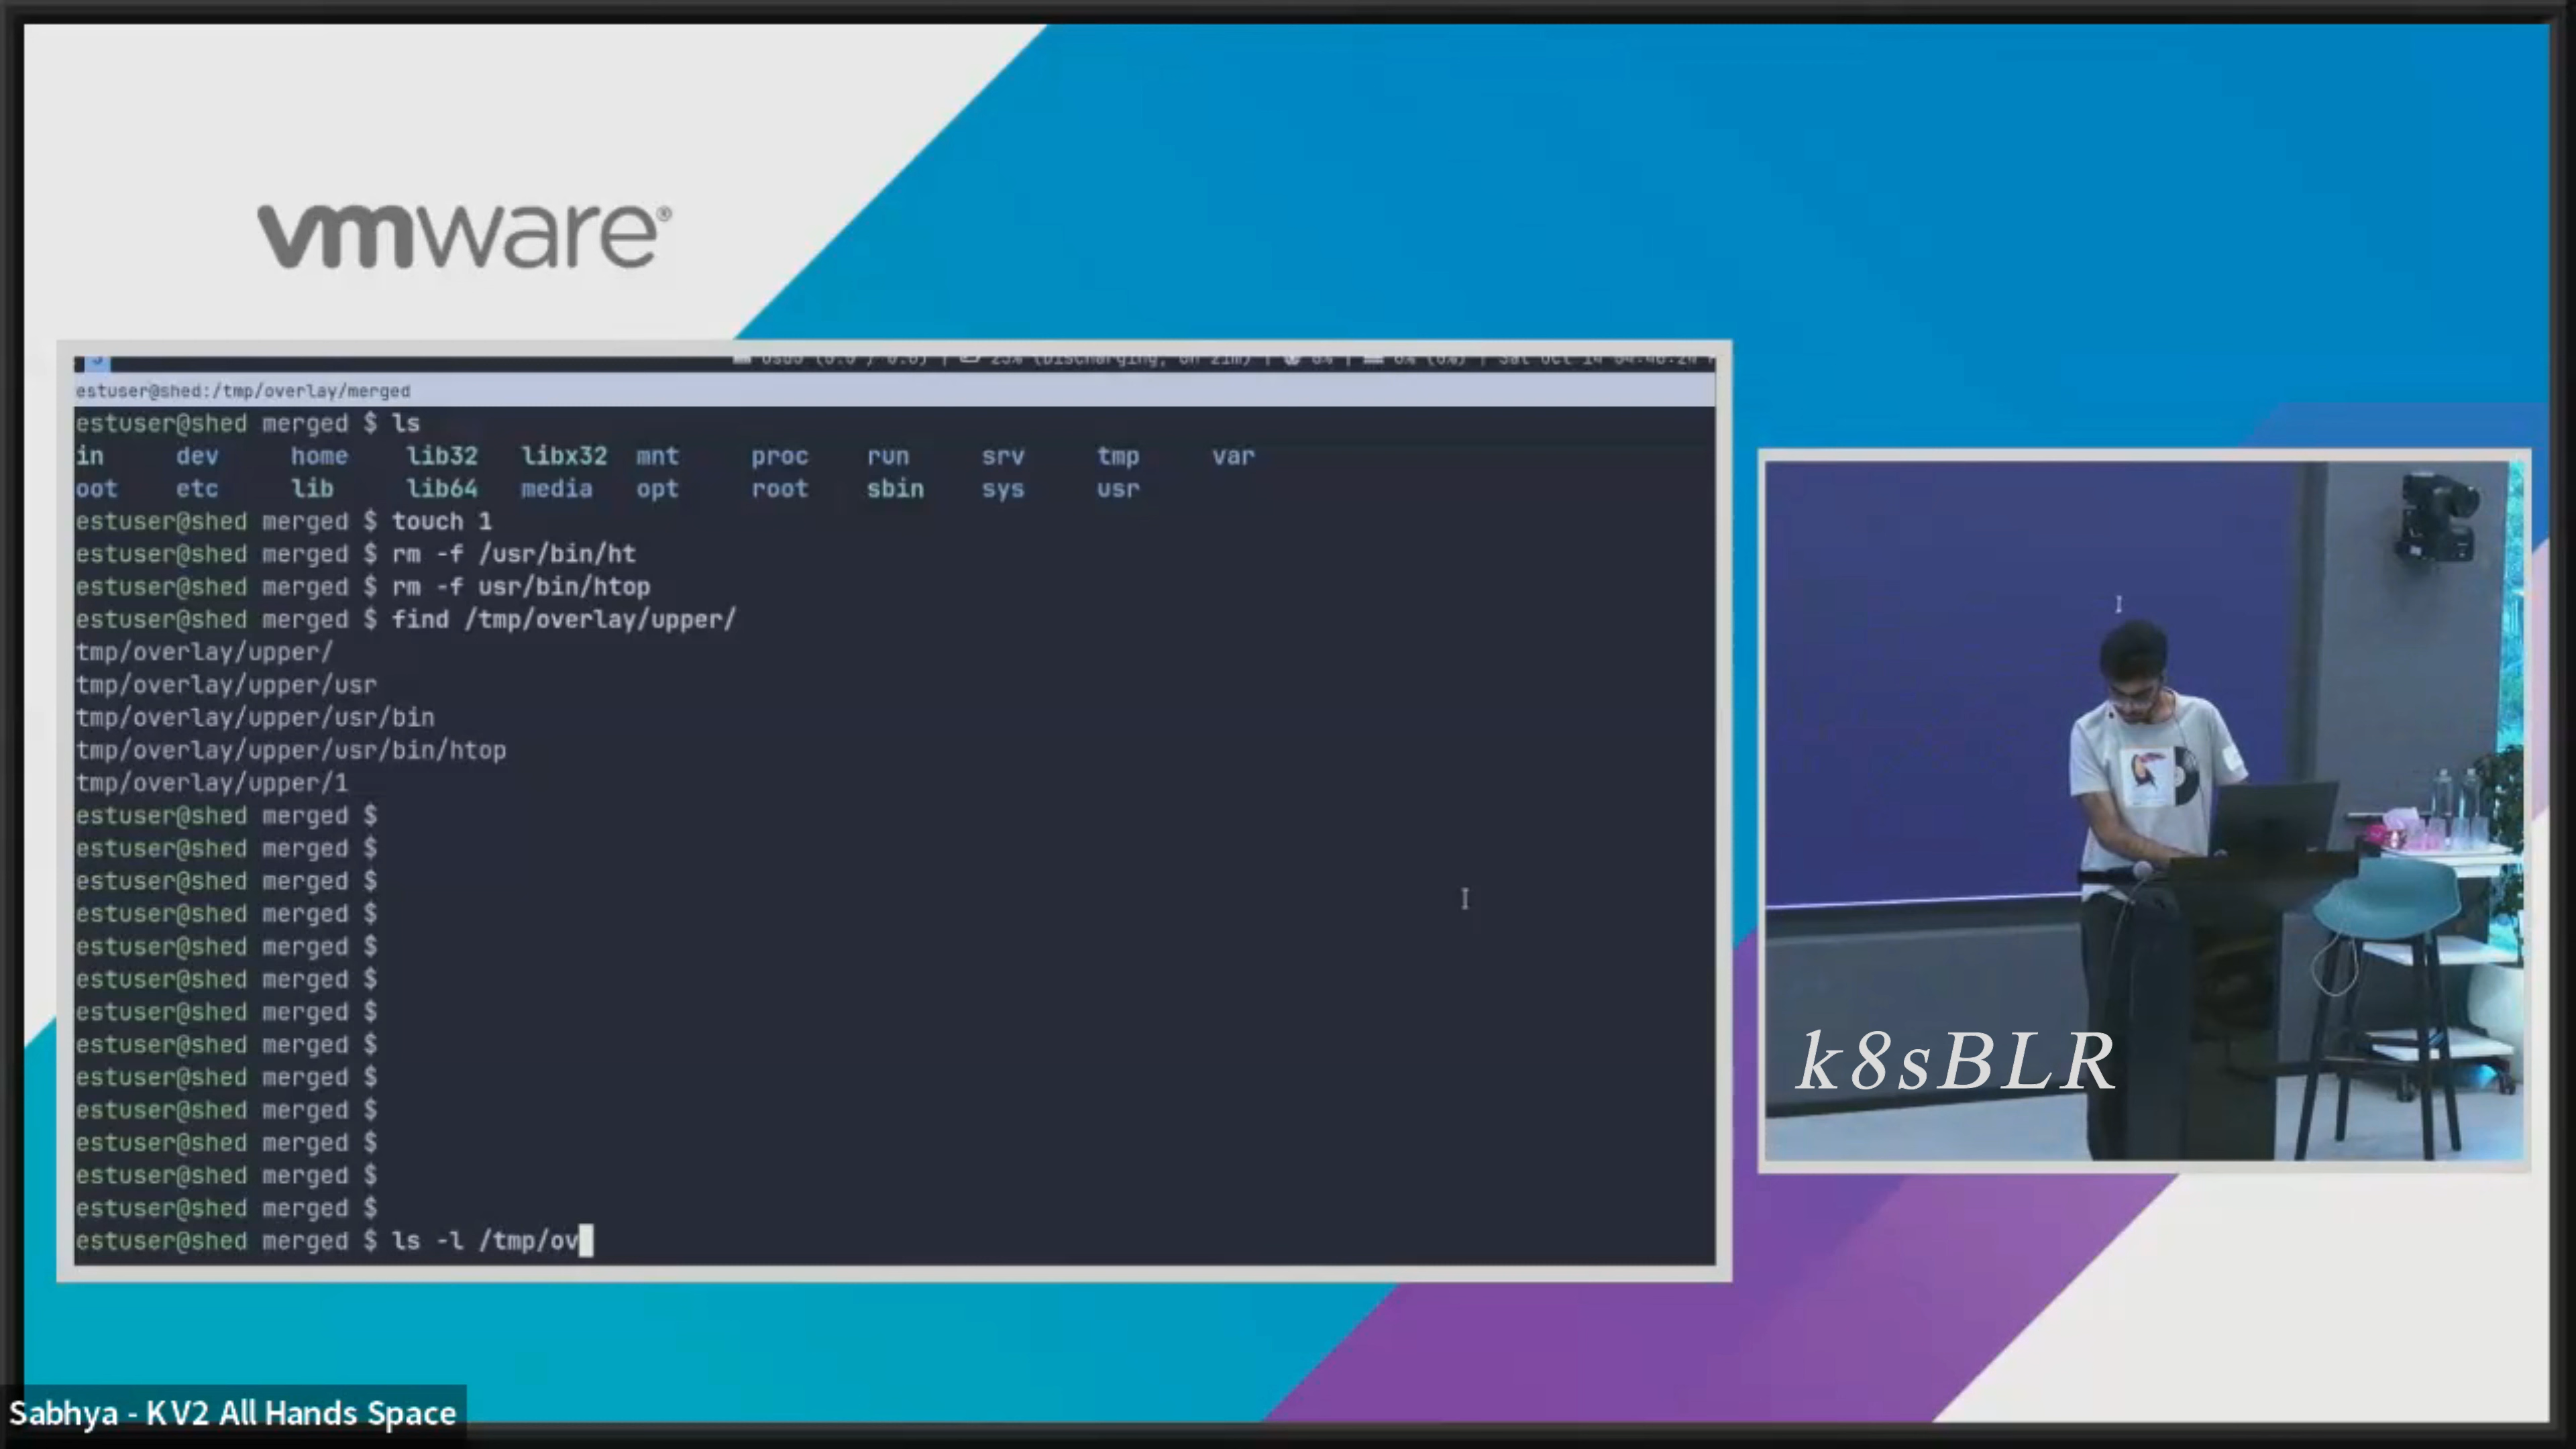 vmware®
estuser@shed:/tmp/overlay/merged
estuser@shed merged $ ls
in dev home lib32 libx32 mnt proc run srv tmp var
oot etc lib lib64 media opt root sbin sys usr
estuser@shed merged $ touch 1
estuser@shed merged $ rm -f /usr/bin/ht
estuser@shed merged $ rm -f usr/bin/htop
estuser@shed merged $ find /tmp/overlay/upper/
tmp/overlay/upper/
tmp/overlay/upper/usr
tmp/overlay/upper/usr/bin
tmp/overlay/upper/usr/bin/htop
tmp/overlay/upper/1
estuser@shed merged $
estuser@shed merged $
estuser@shed merged $
estuser@shed merged $
estuser@shed merged $
estuser@shed merged $
estuser@shed merged $
estuser@shed merged $
estuser@shed merged $
estuser@shed merged $
estuser@shed merged $
estuser@shed merged $
estuser@shed merged $
estuser@shed merged $ ls -l /tmp/ov
k8sBLR
Sabhya - KV2 All Hands Space